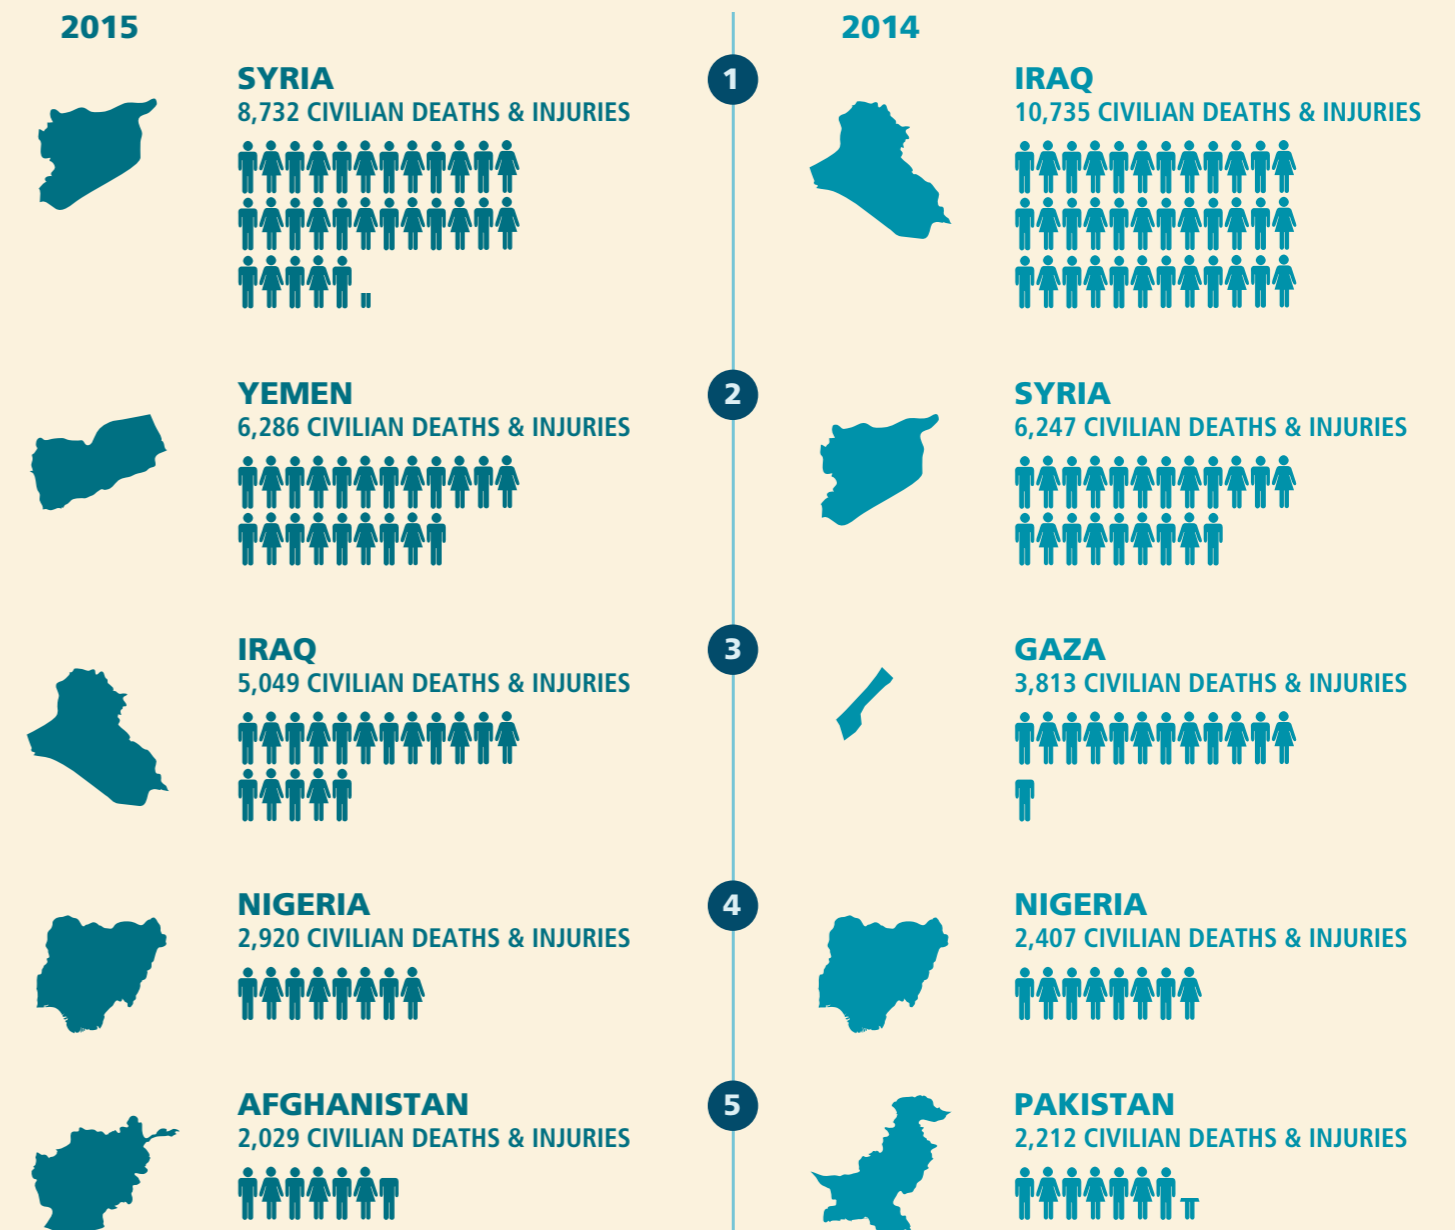 2015
2014
1
SYRIA
8,732 CIVILIAN DEATHS & INJURIES
IRAQ
10,735 CIVILIAN DEATHS & INJURIES
2
YEMEN
6,286 CIVILIAN DEATHS & INJURIES
SYRIA
6,247 CIVILIAN DEATHS & INJURIES
3
IRAQ
5,049 CIVILIAN DEATHS & INJURIES
GAZA
3,813 CIVILIAN DEATHS & INJURIES
4
NIGERIA
2,920 CIVILIAN DEATHS & INJURIES
NIGERIA
2,407 CIVILIAN DEATHS & INJURIES
5
AFGHANISTAN
2,029 CIVILIAN DEATHS & INJURIES
PAKISTAN
2,212 CIVILIAN DEATHS & INJURIES